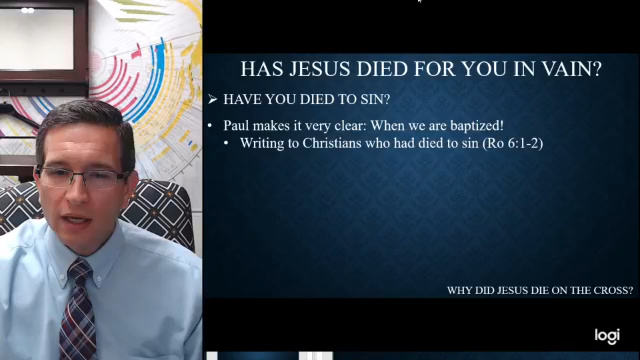 HAS JESUS DIED FOR YOU IN VAIN?
➢ HAVE YOU DIED TO SIN?
• Paul makes it very clear: When we are baptized!
• Writing to Christians who had died to sin (Ro 6:1-2)
WHY DID JESUS DIE ON THE CROSS?
logi